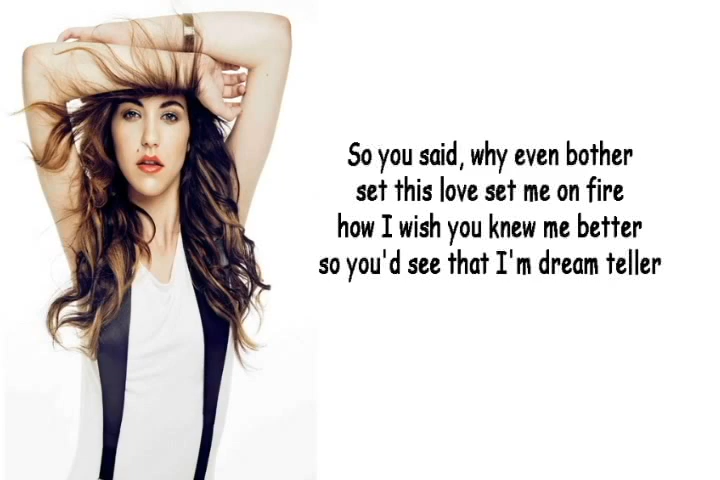 So you said, why even bother
set this love set me on fire
how I wish you knew me better
so you'd see that I'm dream teller